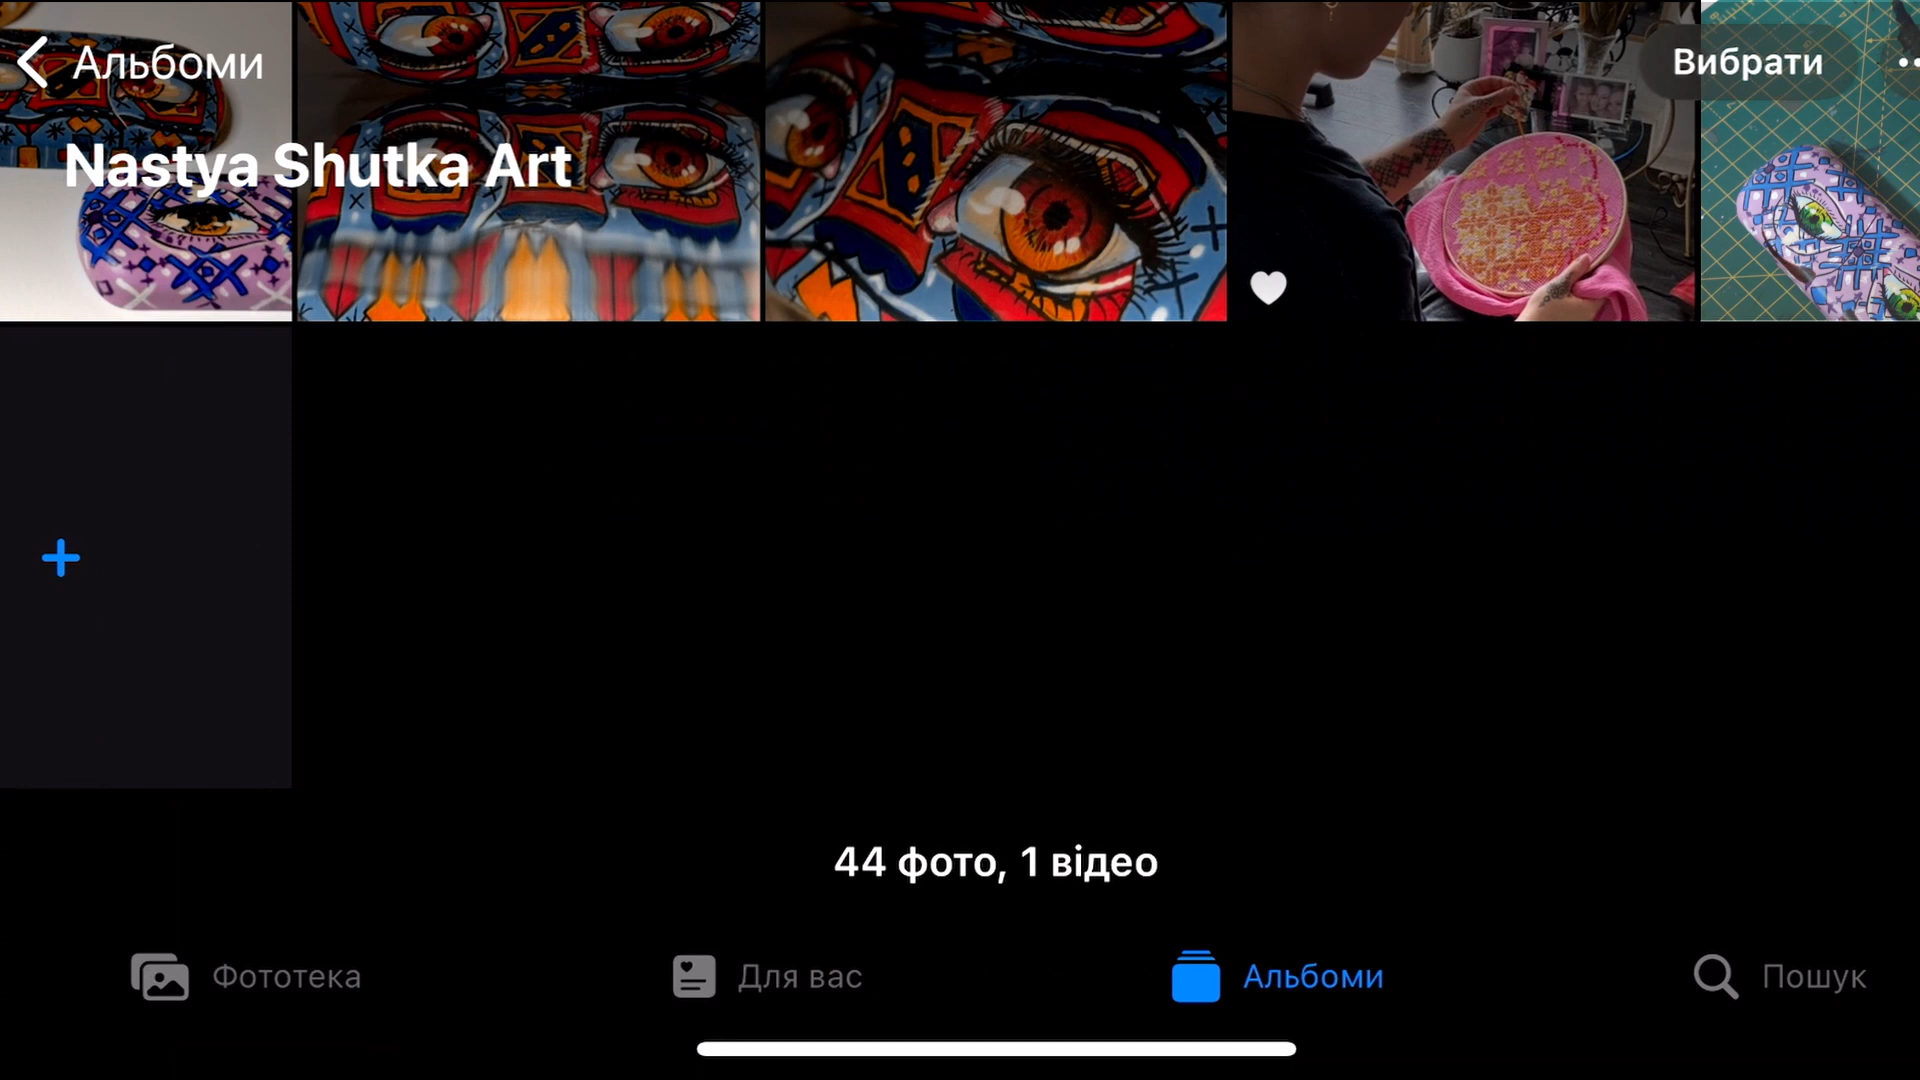 Альбоми
Вибрати
Nastya Shutka Art
44 фото, 1 відео
Фототека
Для вас
Альбоми
Пошук